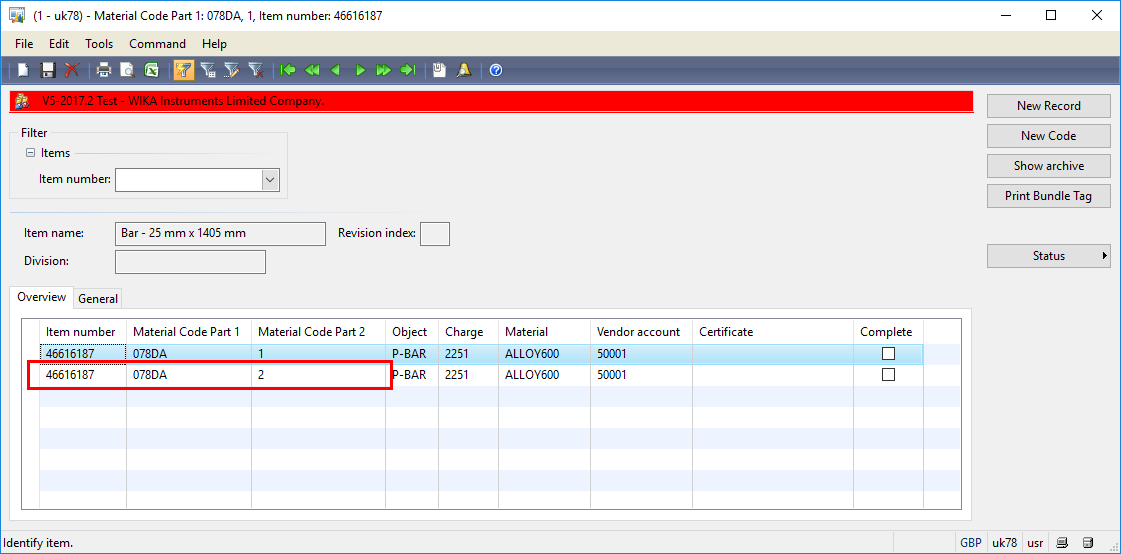 (1 - uk78) - Material Code Part 1: 078DA, 1, Item number: 46616187
File Edit Tools Command Help
V5-2017.2 Test - WIKA Instruments Limited Company.
New Record
New Code
Show archive
Print Bundle Tag
Status
Filter
Items
Item number:
Item name: Bar - 25 mm x 1405 mm Revision index:
Division:
Overview General
Item number Material Code Part 1 Material Code Part 2 Object Charge Material Vendor account Certificate Complete
46616187 078DA 1 P-BAR 2251 ALLOY600 50001
46616187 078DA 2 P-BAR 2251 ALLOY600 50001
Identify item. GBP uk78 usr